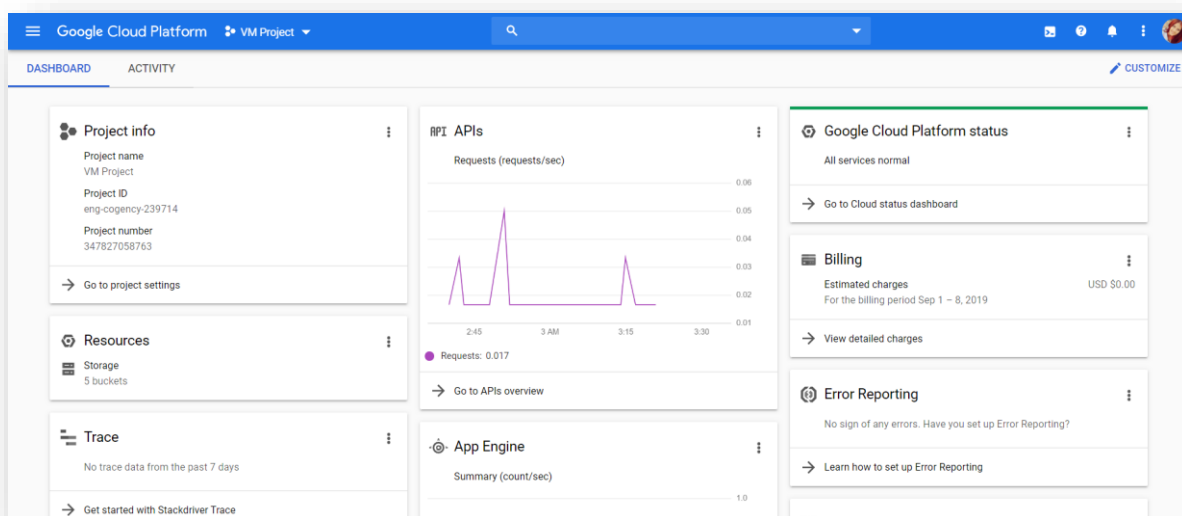 Google Cloud Platform
VM Project
DASHBOARD
ACTIVITY
CUSTOMIZE
Project info
Project name
VM Project
Project ID
eng-cogency-239714
Project number
347827058763
Go to project settings
Resources
Storage
5 buckets
Trace
No trace data from the past 7 days
Get started with Stackdriver Trace
API APIs
Requests (requests/sec)
0.06
0.05
0.04
0.03
0.02
0.01
2:45 3 AM 3:15 3:30
Requests: 0.017
Go to APIs overview
App Engine
Summary (count/sec)
1.0
Google Cloud Platform status
All services normal
Go to Cloud status dashboard
Billing
Estimated charges USD $0.00
For the billing period Sep 1 – 8, 2019
View detailed charges
Error Reporting
No sign of any errors. Have you set up Error Reporting?
Learn how to set up Error Reporting